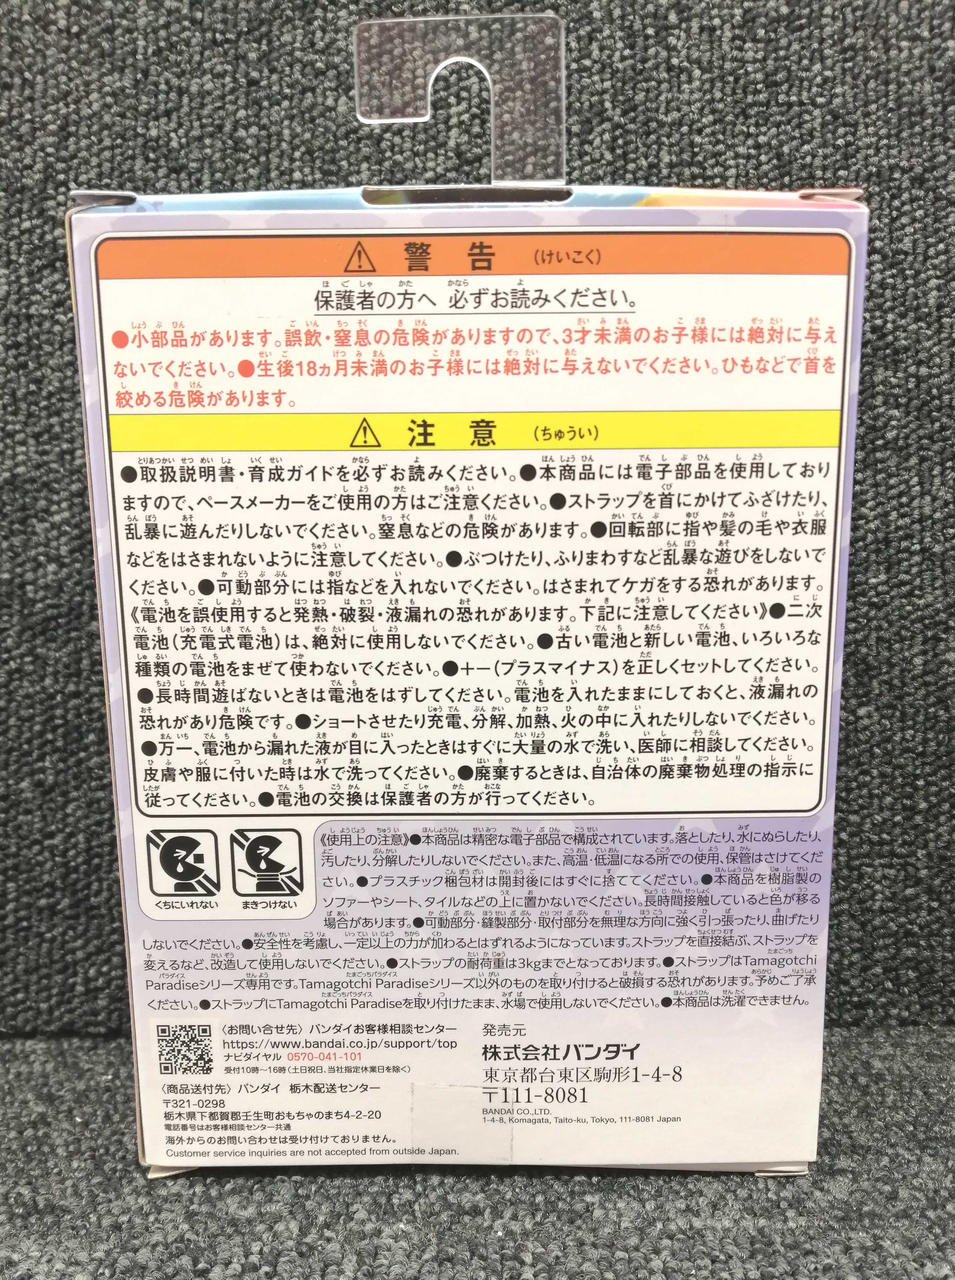 ⚠ 警告 (けいこく)
保護者の方へ 必ずお読みください。
●小部品があります。誤飲・窒息の危険がありますので、3才未満のお子様には絶対に与え
ないでください。●生後18ヵ月未満のお子様には絶対に与えないでください。ひもなどで首を
絞める危険があります。
⚠ 注意 (ちゅうい)
●取扱説明書・育成ガイドを必ずお読みください。●本商品には電子部品を使用しており
ますので、ペースメーカーをご使用の方はご注意ください。●ストラップを首にかけてふざけたり、
乱暴に遊んだりしないでください。窒息などの危険があります。●回転部に指や髪の毛や衣服
などをはさまれないように注意してください。●ぶつけたり、ふりまわすなど乱暴な遊びをしないで
ください。●可動部分には指などを入れないでください。はさまれてケガをする恐れがあります。
《電池を誤使用すると発熱・破裂・液漏れの恐れがあります。下記に注意してください》●二次
電池(充電式電池)は、絶対に使用しないでください。●古い電池と新しい電池、いろいろな
種類の電池をまぜて使わないでください。●+−(プラスマイナス)を正しくセットしてください。
●長時間遊ばないときは電池をはずしてください。電池を入れたままにしておくと、液漏れの
恐れがあり危険です。●ショートさせたり充電、分解、加熱、火の中に入れたりしないでください。
●万一、電池から漏れた液が目に入ったときはすぐに大量の水で洗い、医師に相談してください。
皮膚や服に付いた時は水で洗ってください。●廃棄するときは、自治体の廃棄物処理の指示に
従ってください。●電池の交換は保護者の方が行ってください。
くちにいれない
まきつけない
《使用上の注意》●本商品は精密な電子部品で構成されています。落としたり、水にぬらしたり、
汚したり、分解したりしないでください。また、高温・低温になる所での使用、保管はさけてくだ
さい。●プラスチック梱包材は開封後にはすぐに捨ててください。●本商品を樹脂製の
ソファーやシート、タイルなどの上に置かないでください。長時間接触していると色が移る
場合があります。●可動部分・縫製部分・取付部分を無理な方向に強く引っ張ったり、曲げたり
しないでください。●安全性を考慮し、一定以上の力が加わるとはずれるようになっています。ストラップを直接結ぶ、ストラップを
変えるなど、改造して使用しないでください。●ストラップの耐荷重は3kgまでとなっております。●ストラップはTamagotchi
Paradiseシリーズ専用です。Tamagotchi Paradiseシリーズ以外のものを取り付けると破損する恐れがあります。予めご了承
ください。●ストラップにTamagotchi Paradiseを取り付けたまま、水場で使用しないでください。●本商品は洗濯できません。
〈お問い合せ先〉バンダイお客様相談センター
https://www.bandai.co.jp/support/top
ナビダイヤル 0570-041-101
受付10時〜16時(土日祝日、当社指定休業日を除く)
〈商品送付先〉バンダイ 栃木配送センター
〒321-0298
栃木県下都賀郡壬生町おもちゃのまち4-2-20
電話番号はお客様相談センター共通
海外からのお問い合わせは受け付けておりません。
Customer service inquiries are not accepted from outside Japan.
発売元
株式会社バンダイ
東京都台東区駒形1-4-8
〒111-8081
BANDAI CO.,LTD.
1-4-8, Komagata, Taito-ku, Tokyo, 111-8081 Japan